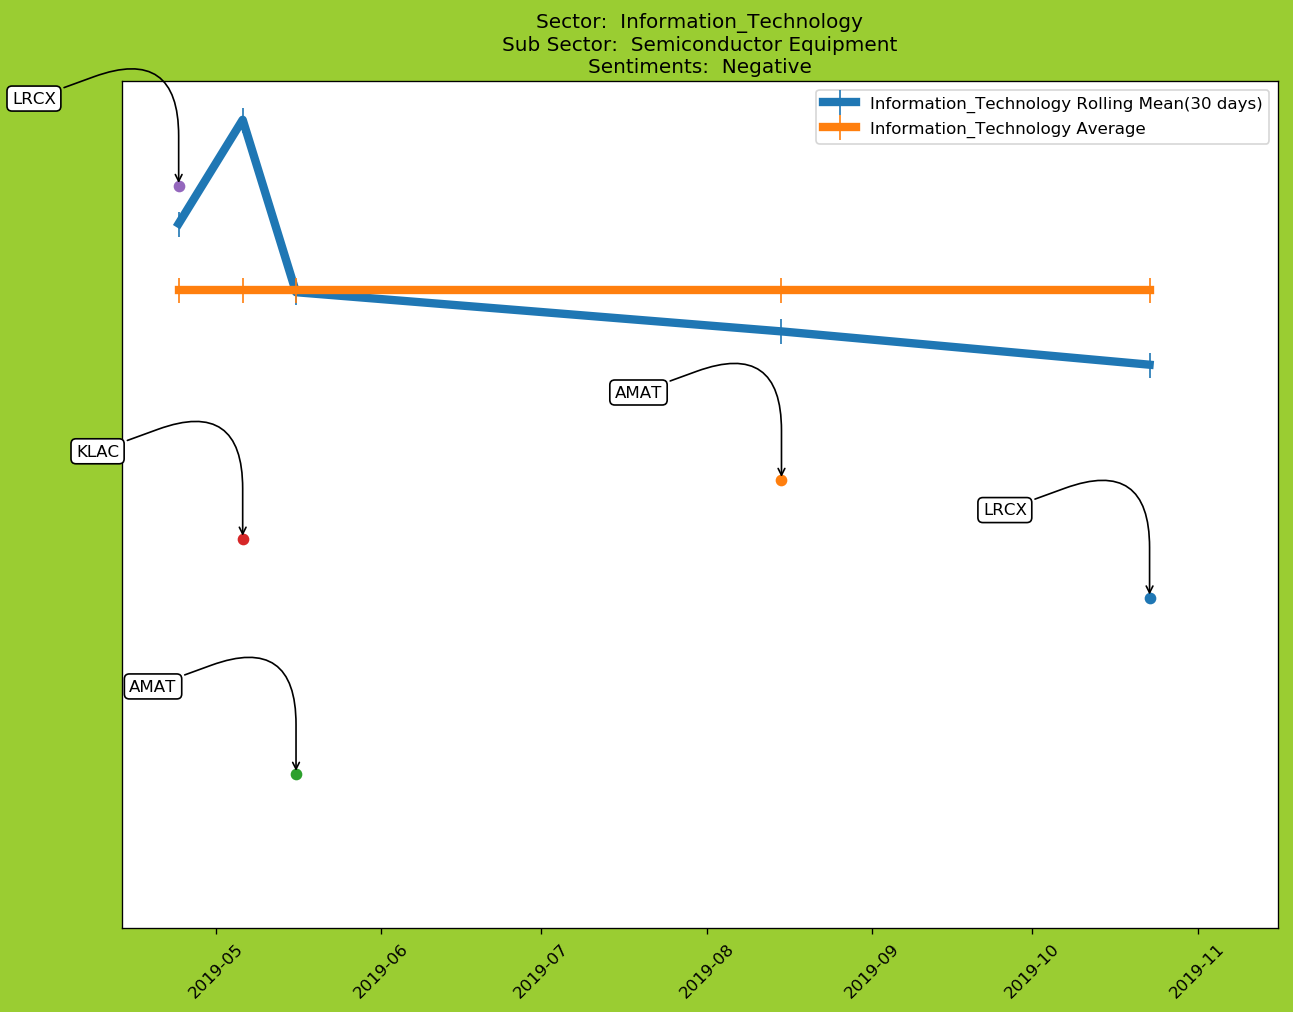 Sector:  Information_Technology
Sub Sector:  Semiconductor Equipment
Sentiments:  Negative
LRCX
Information_Technology Rolling Mean(30 days)
Information_Technology Average
AMAT
KLAC
LRCX
AMAT
2019-05
2019-06
2019-07
2019-08
2019-09
2019-10
2019-11